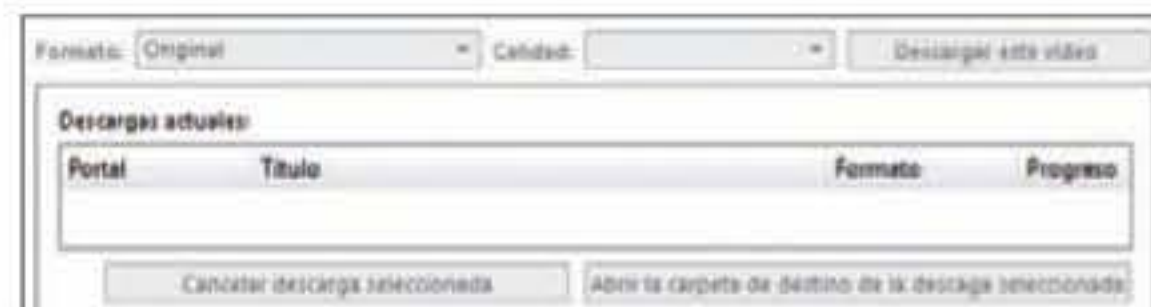 Formato: Original Calidad: Descargar este vídeo
Descargas actuales:
Portal Título Formato Progreso
Cancelar descarga seleccionada Abrir la carpeta de destino de la descaga seleccionada